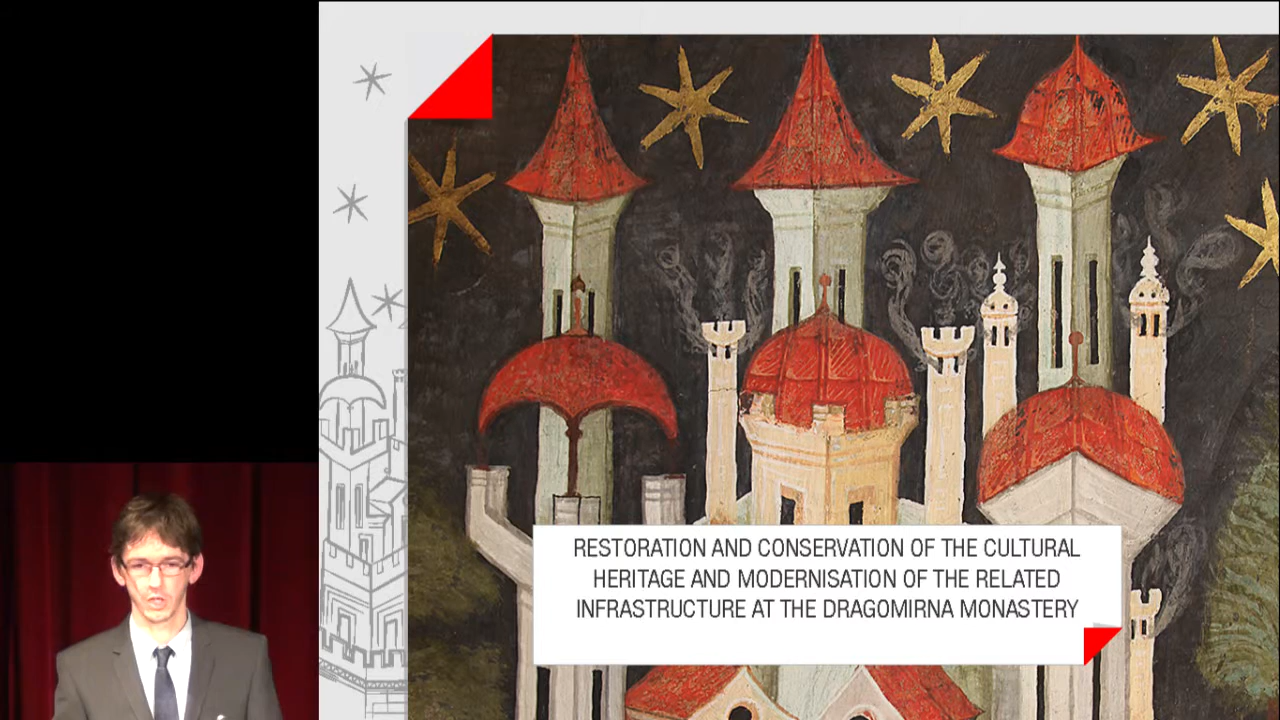 RESTORATION AND CONSERVATION OF THE CULTURAL
HERITAGE AND MODERNISATION OF THE RELATED
INFRASTRUCTURE AT THE DRAGOMIRNA MONASTERY